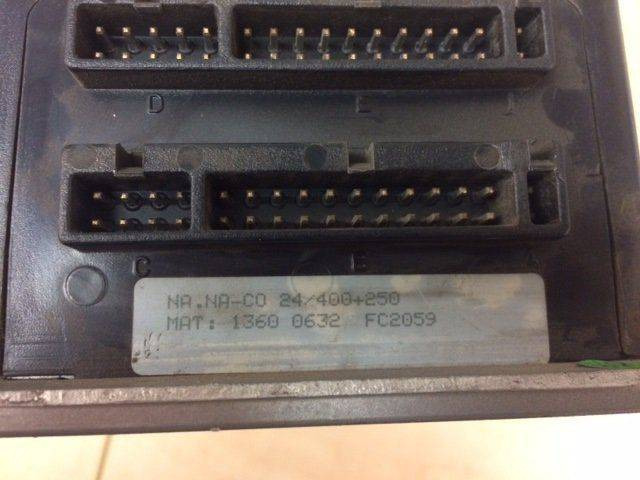 D E
C B A
NA.NA-CO 24/400+250
MAT: 1360 0632 FC2059